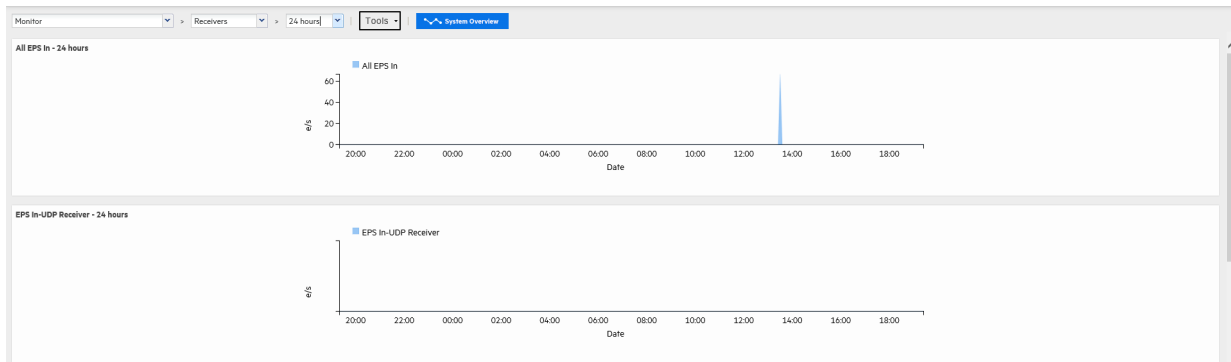 Monitor > Receivers > 24 hours | Tools | System Overview
All EPS In - 24 hours
All EPS In
60
40
20
0
e/s
20:00 22:00 00:00 02:00 04:00 06:00 08:00 10:00 12:00 14:00 16:00 18:00
Date
EPS In-UDP Receiver - 24 hours
EPS In-UDP Receiver
e/s
20:00 22:00 00:00 02:00 04:00 06:00 08:00 10:00 12:00 14:00 16:00 18:00
Date